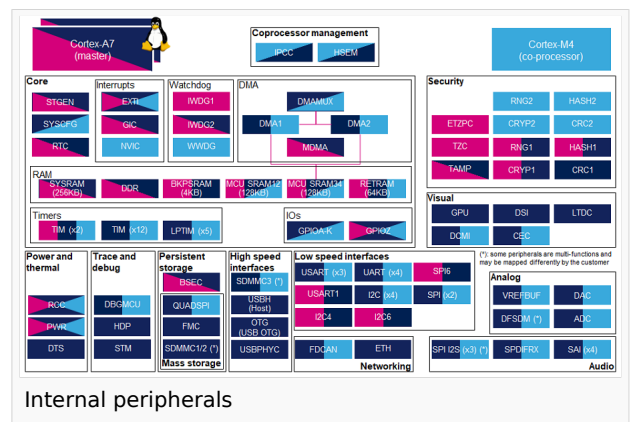 Cortex-A7
(master)
Coprocessor management
IPCC
HSEM
Cortex-M4
(co-processor)
Core
STGEN
SYSCFG
RTC
Interrupts
EXTI
GIC
NVIC
Watchdog
IWDG1
IWDG2
WWDG
DMA
DMAMUX
DMA1
DMA2
MDMA
Security
RNG2
HASH2
ETZPC
CRYP2
CRC2
TZC
RNG1
HASH1
TAMP
CRYP1
CRC1
RAM
SYSRAM
(256KB)
DDR
BKPSRAM
(4KB)
MCU SRAM12
(128KB)
MCU SRAM34
(128KB)
RETRAM
(64KB)
Timers
TIM (x2)
TIM (x12)
LPTIM (x5)
IOs
GPIOA-K
GPIOZ
Visual
GPU
DSI
LTDC
DCMI
CEC
Power and
thermal
RCC
PWR
DTS
Trace and
debug
DBGMCU
HDP
STM
Persistent
storage
BSEC
QUADSPI
FMC
SDMMC1/2 (*)
Mass storage
High speed
interfaces
SDMMC3 (*)
USBH
(Host)
OTG
(USB OTG)
USBPHYC
Low speed interfaces
USART (x3)
UART (x4)
SPI6
USART1
I2C (x4)
SPI (x2)
I2C4
I2C6
(*): some peripherals are multi-functions and
may be mapped differently by the customer
Analog
VREFBUF
DAC
DFSDM (*)
ADC
FDCAN
ETH
Networking
SPI I2S (x3) (*)
SPDIFRX
SAI (x4)
Audio
Internal peripherals